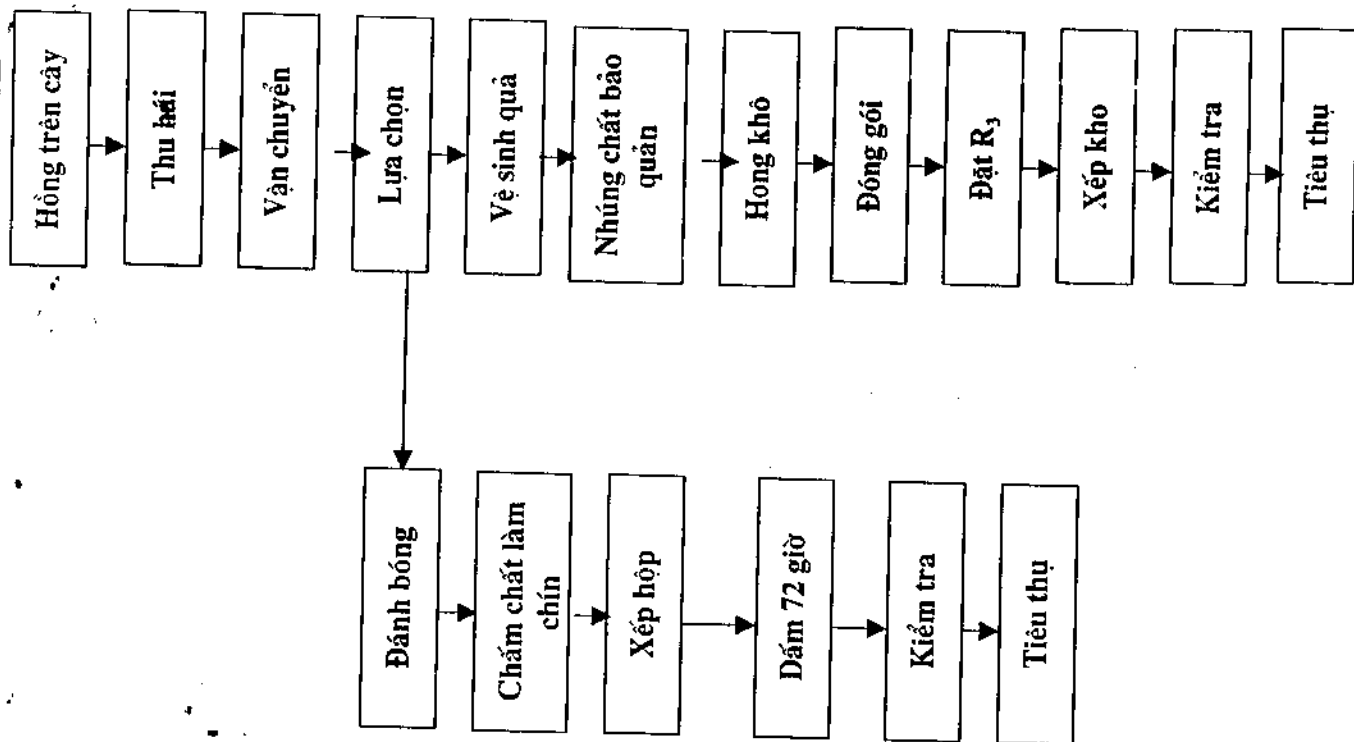 Hồng trên cây
Thu hái
Vận chuyển
Lựa chọn
Vệ sinh quả
Nhúng chất bảo
quản
Hong khô
Đóng gói
Đặt R₃
Xếp kho
Kiểm tra
Tiêu thụ
Đánh bóng
Chấm chất làm
chín
Xếp hộp
Dấm 72 giờ
Kiểm tra
Tiêu thụ